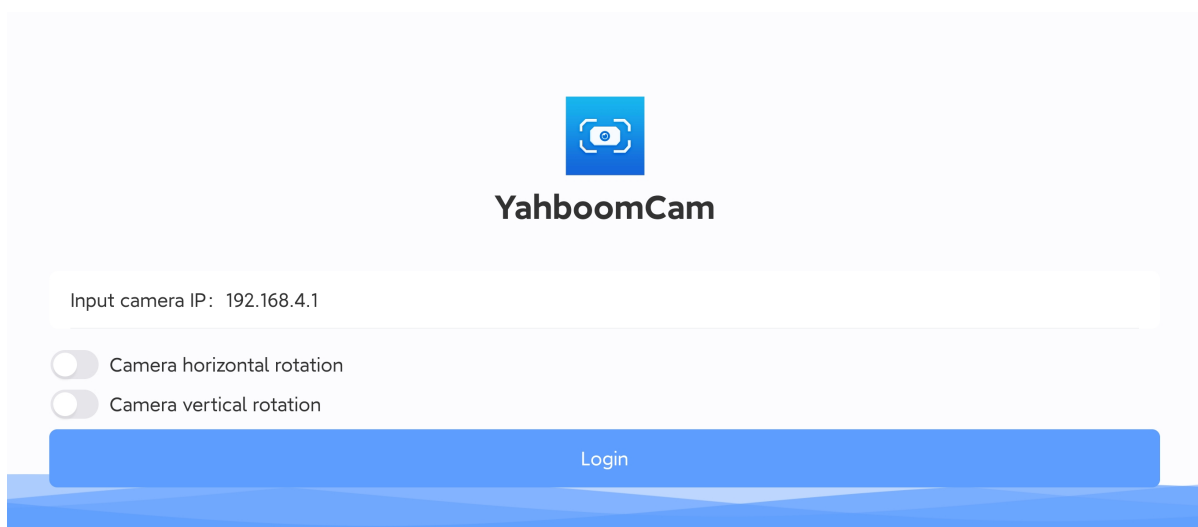 YahboomCam
Input camera IP: 192.168.4.1
Camera horizontal rotation
Camera vertical rotation
Login